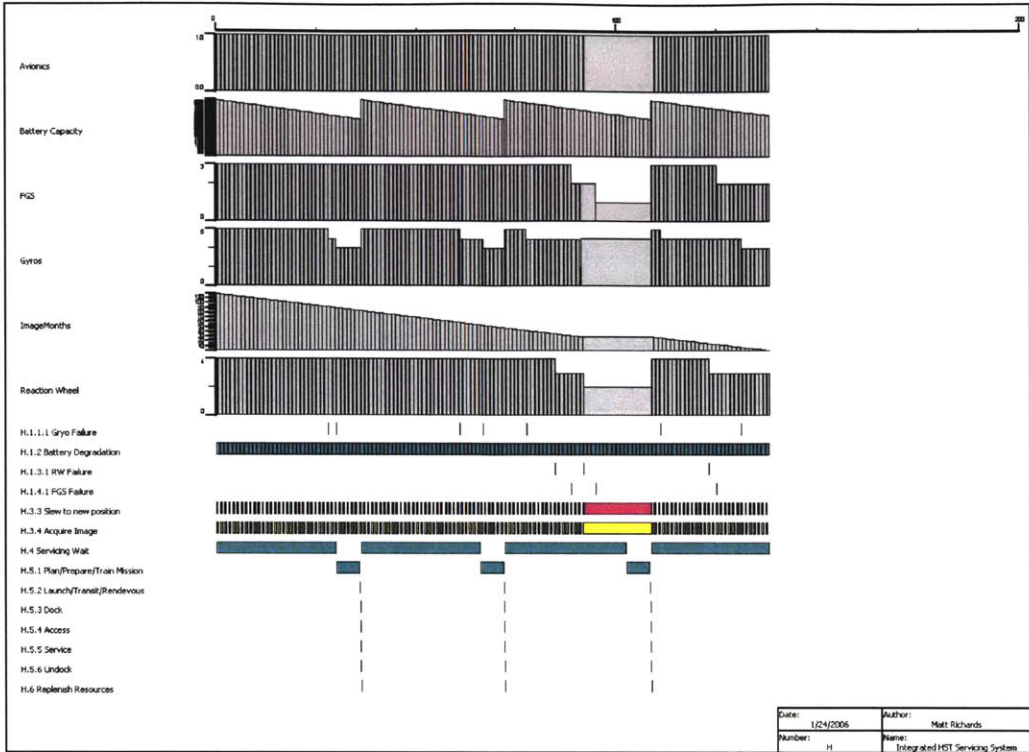 0 100 200
1.0
Avionics
0.0
Battery Capacity
3
FGS
0
6
Gyros
0
ImageMonths
4
Reaction Wheel
0
H.1.1.1 Gryo Failure
H.1.2 Battery Degradation
H.1.3.1 RW Failure
H.1.4.1 FGS Failure
H.3.3 Slew to new position
H.3.4 Acquire Image
H.4 Servicing Wait
H.5.1 Plan/Prepare/Train Mission
H.5.2 Launch/Transit/Rendevous
H.5.3 Dock
H.5.4 Access
H.5.5 Service
H.5.6 Undock
H.6 Replenish Resources
Date: Author:
1/24/2006 Matt Richards
Number: Name:
H Integrated HST Servicing System